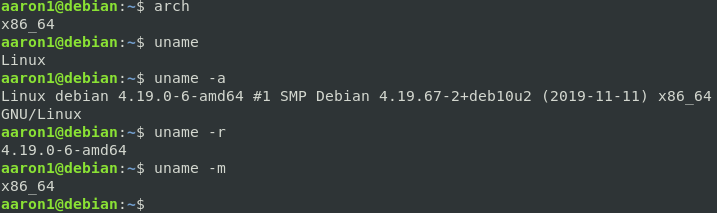 aaron1@debian:~$ arch
x86_64
aaron1@debian:~$ uname
Linux
aaron1@debian:~$ uname -a
Linux debian 4.19.0-6-amd64 #1 SMP Debian 4.19.67-2+deb10u2 (2019-11-11) x86_64
GNU/Linux
aaron1@debian:~$ uname -r
4.19.0-6-amd64
aaron1@debian:~$ uname -m
x86_64
aaron1@debian:~$